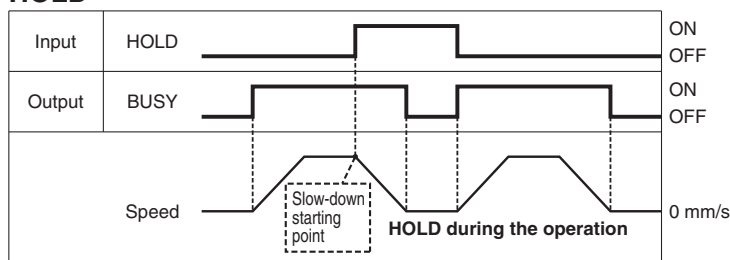 HOLD
Input HOLD ON
OFF
Output BUSY ON
OFF
Speed 0 mm/s
Slow-down
starting
point
HOLD during the operation